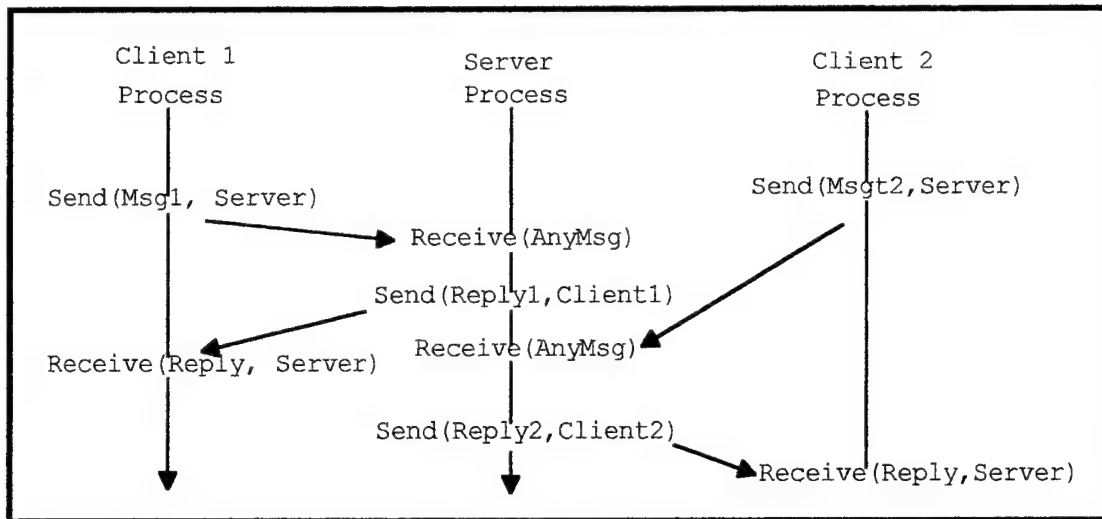 Client 1
Process
Server
Process
Client 2
Process
Send(Msg1, Server)
Send(Msgt2,Server)
Receive(AnyMsg)
Send(Reply1,Client1)
Receive(AnyMsg)
Receive(Reply, Server)
Send(Reply2,Client2)
Receive(Reply,Server)